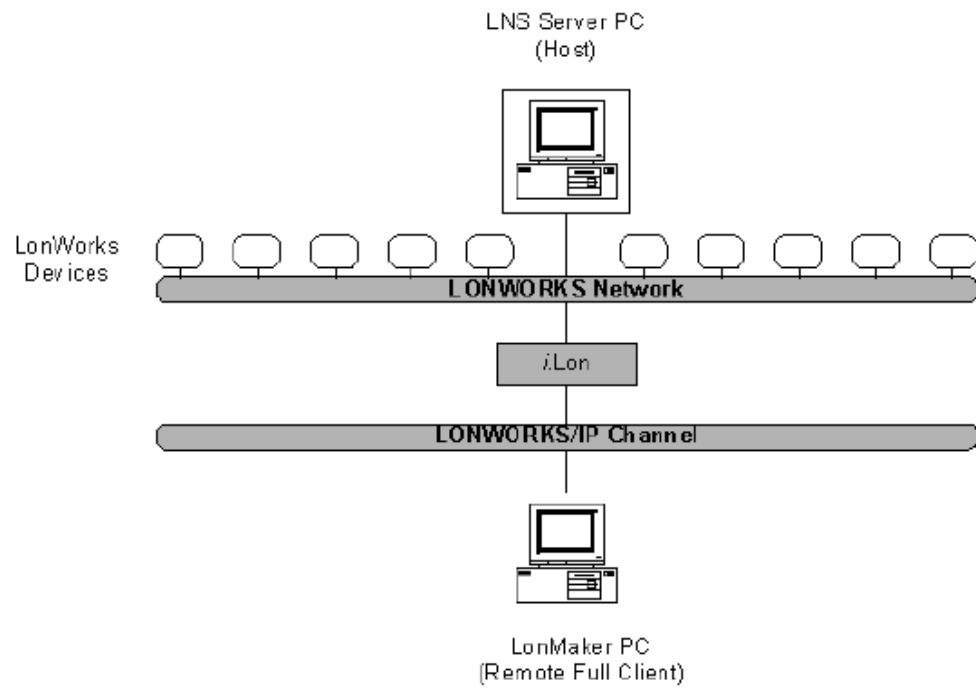 LNS Server PC
(Host)
LonWorks
Devices
LONWORKS Network
i.Lon
LONWORKS/IP Channel
LonMaker PC
(Remote Full Client)